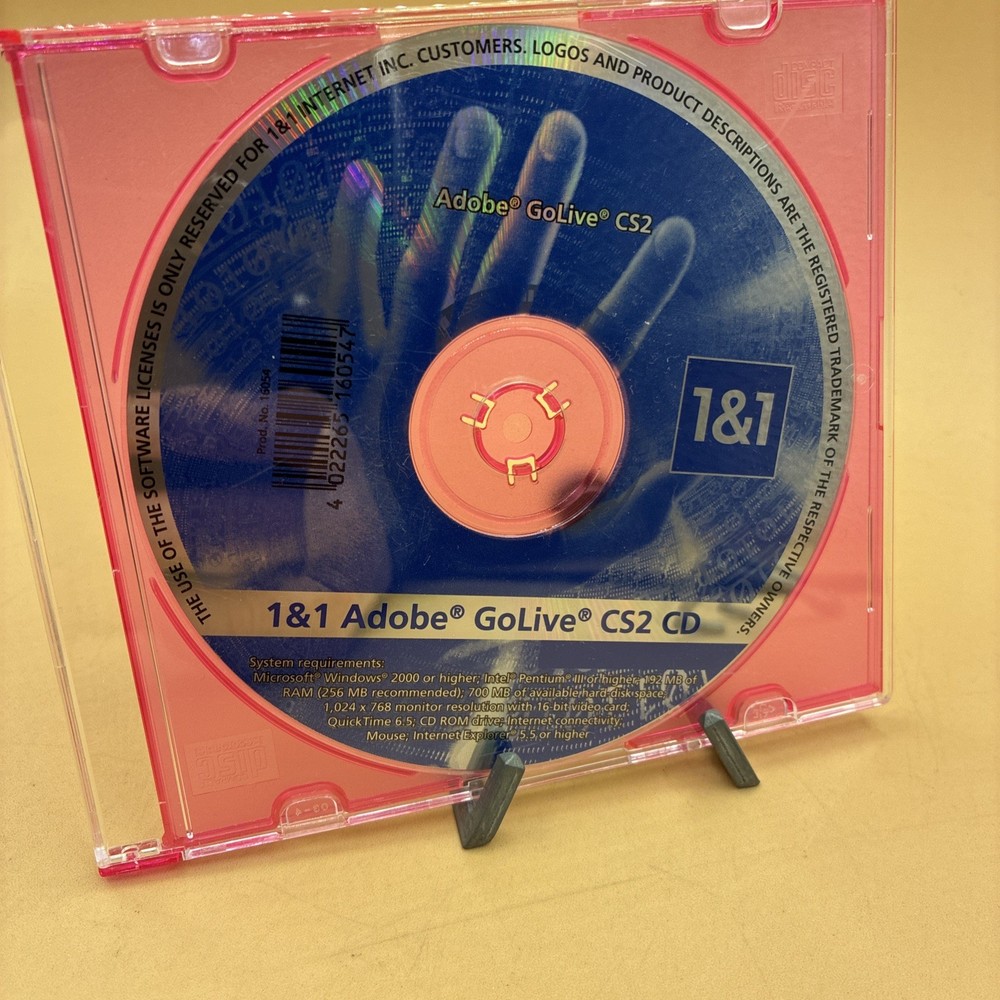 THE USE OF THE SOFTWARE LICENSES IS ONLY RESERVED FOR 1&1 INTERNET INC. CUSTOMERS. LOGOS AND PRODUCT DESCRIPTIONS ARE THE REGISTERED TRADEMARK OF THE RESPECTIVE OWNERS.
Adobe® GoLive® CS2
Prod. No. 16054
4 022265 160547
1&1
1&1 Adobe® GoLive® CS2 CD
System requirements:
Microsoft® Windows® 2000 or higher; Intel® Pentium® III or higher; 192 MB of
RAM (256 MB recommended); 700 MB of available hard-disk space,
1,024 x 768 monitor resolution with 16-bit video card;
QuickTime 6.5; CD ROM drive; Internet connectivity,
Mouse; Internet Explorer® 5.5 or higher
disc